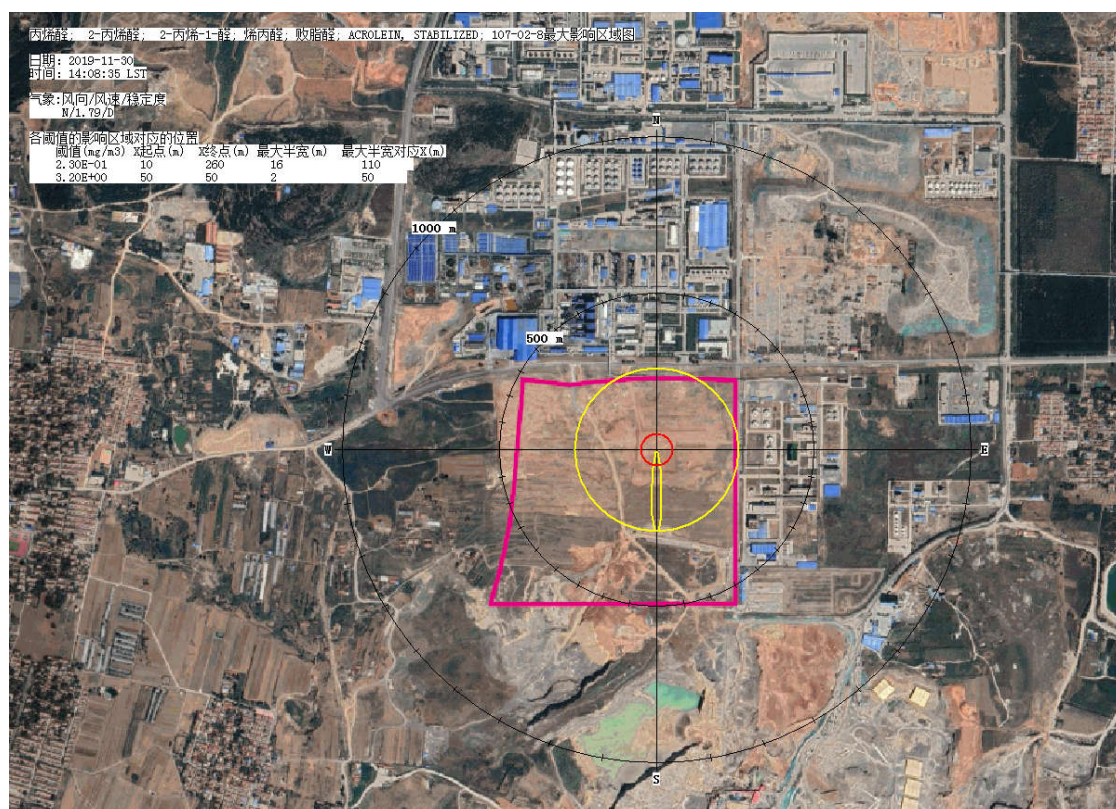 丙烯醛; 2-丙烯醛; 2-丙烯-1-醛; 烯丙醛; 败脂醛; ACROLEIN, STABILIZED; 107-02-8最大影响区域图
日期: 2019-11-30
时间: 14:08:35 LST
气象:风向/风速/稳定度
N/1.79/D
各阈值的影响区域对应的位置
阈值(mg/m3) X起点(m) X终点(m) 最大半宽(m) 最大半宽对应X(m)
2.30E-01 10 260 16 110
3.20E+00 50 50 2 50
N
1000 m
500 m
W
E
S